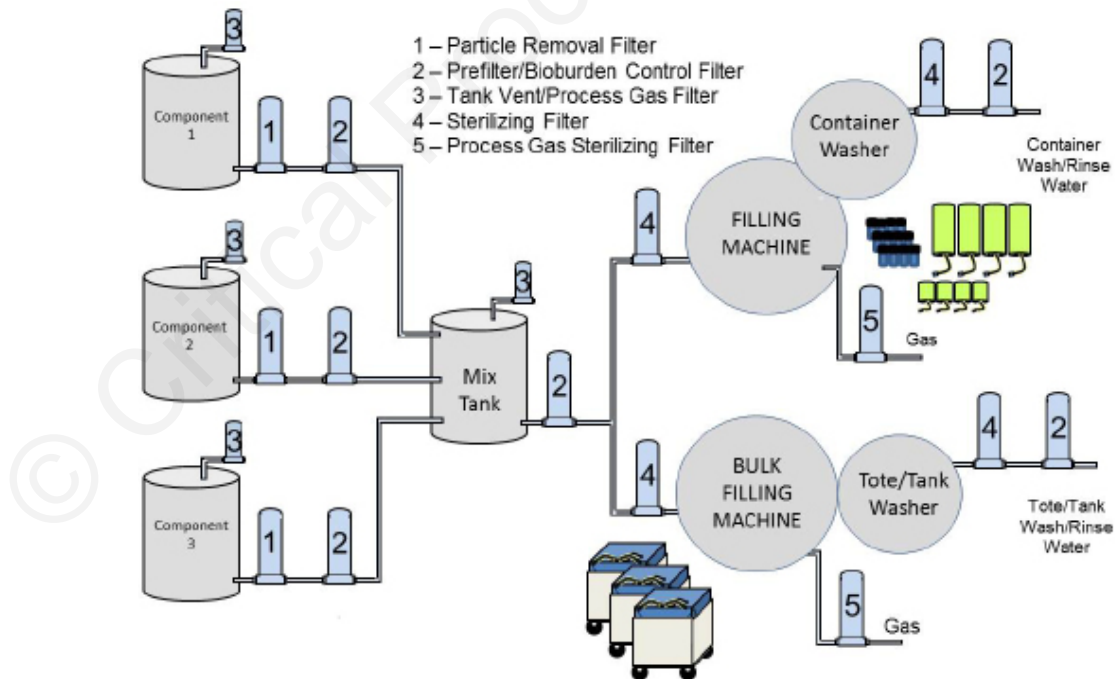 1 – Particle Removal Filter
2 – Prefilter/Bioburden Control Filter
3 – Tank Vent/Process Gas Filter
4 – Sterilizing Filter
5 – Process Gas Sterilizing Filter
3
Component
1
1
2
3
Component
2
1
2
3
Component
3
1
2
3
Mix
Tank
2
4
FILLING
MACHINE
Container
Washer
4
2
Container
Wash/Rinse
Water
5
Gas
4
BULK
FILLING
MACHINE
Tote/Tank
Washer
4
2
Tote/Tank
Wash/Rinse
Water
5
Gas
© Critical